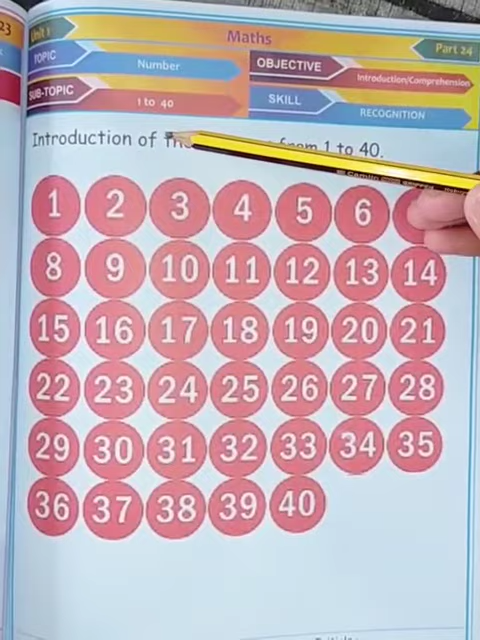 23
Unit 1
Maths
Part 24
TOPIC
Number
OBJECTIVE
Introduction/Comprehension
SUB-TOPIC
1 to 40
SKILL
RECOGNITION
Introduction of the from 1 to 40.
1 2 3 4 5 6
8 9 10 11 12 13 14
15 16 17 18 19 20 21
22 23 24 25 26 27 28
29 30 31 32 33 34 35
36 37 38 39 40